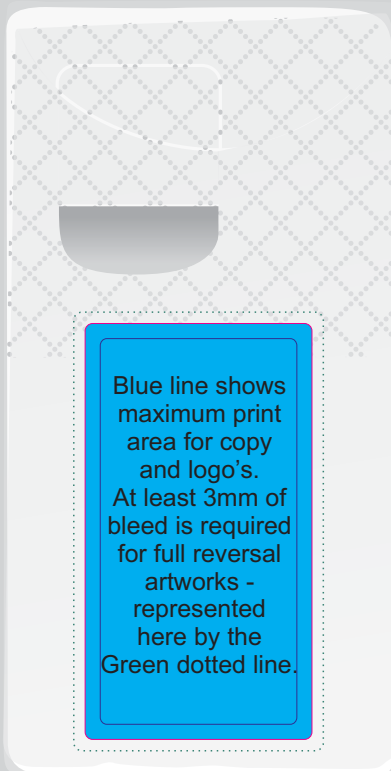 Blue line shows
maximum print
area for copy
and logo's.
At least 3mm of
bleed is required
for full reversal
artworks -
represented
here by the
Green dotted line.